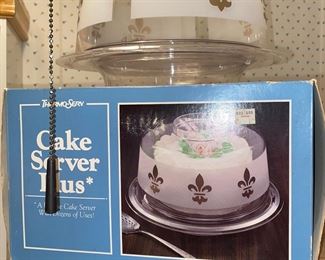 THERMO-SERV
Cake
Server
Plus*
Cake Server
With Dozens of Uses!